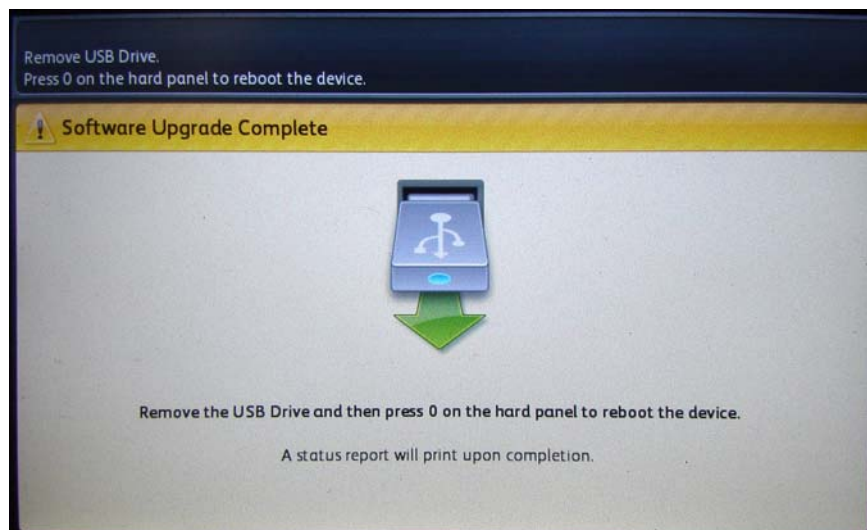 Remove USB Drive.
Press 0 on the hard panel to reboot the device.
Software Upgrade Complete
Remove the USB Drive and then press 0 on the hard panel to reboot the device.
A status report will print upon completion.